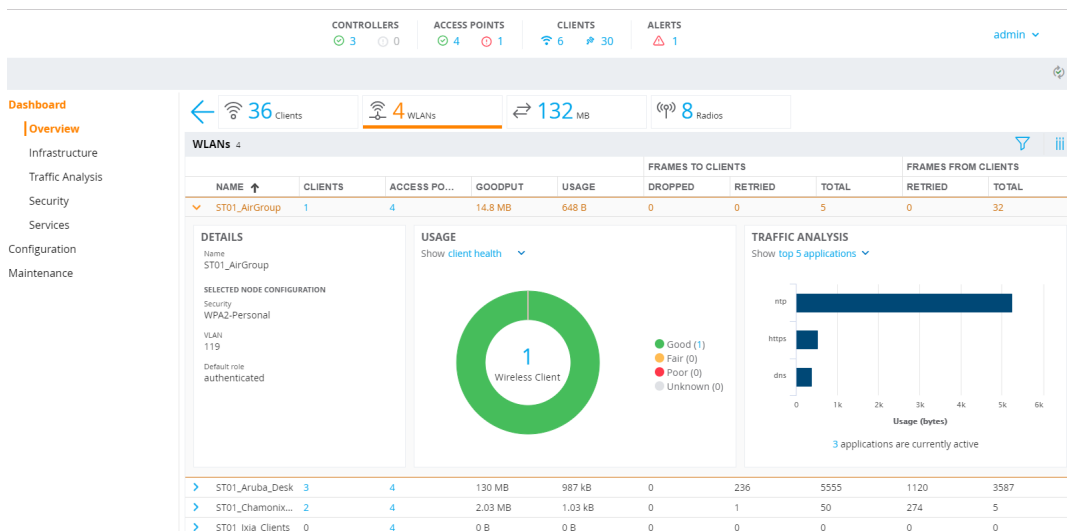 CONTROLLERS ACCESS POINTS CLIENTS ALERTS
3 0 4 1 6 30 1 admin
Dashboard
Overview
Infrastructure
Traffic Analysis
Security
Services
Configuration
Maintenance
36 Clients 4 WLANs 132 MB 8 Radios
WLANs 4
FRAMES TO CLIENTS FRAMES FROM CLIENTS
NAME CLIENTS ACCESS PO... GOODPUT USAGE DROPPED RETRIED TOTAL RETRIED TOTAL
ST01_AirGroup 1 4 14.8 MB 648 B 0 0 5 0 32
DETAILS
Name
ST01_AirGroup
SELECTED NODE CONFIGURATION
Security
WPA2-Personal
VLAN
119
Default role
authenticated
USAGE
Show client health
1
Wireless Client
Good (1)
Fair (0)
Poor (0)
Unknown (0)
TRAFFIC ANALYSIS
Show top 5 applications
ntp
https
dns
0 1k 2k 3k 4k 5k 6k
Usage (bytes)
3 applications are currently active
ST01_Aruba_Desk 3 4 130 MB 987 kB 0 236 5555 1120 3587
ST01_Chamonix... 2 4 2.03 MB 1.03 kB 0 1 50 274 5
ST01_Ixia_Clients 0 4 0 B 0 B 0 0 0 0 0